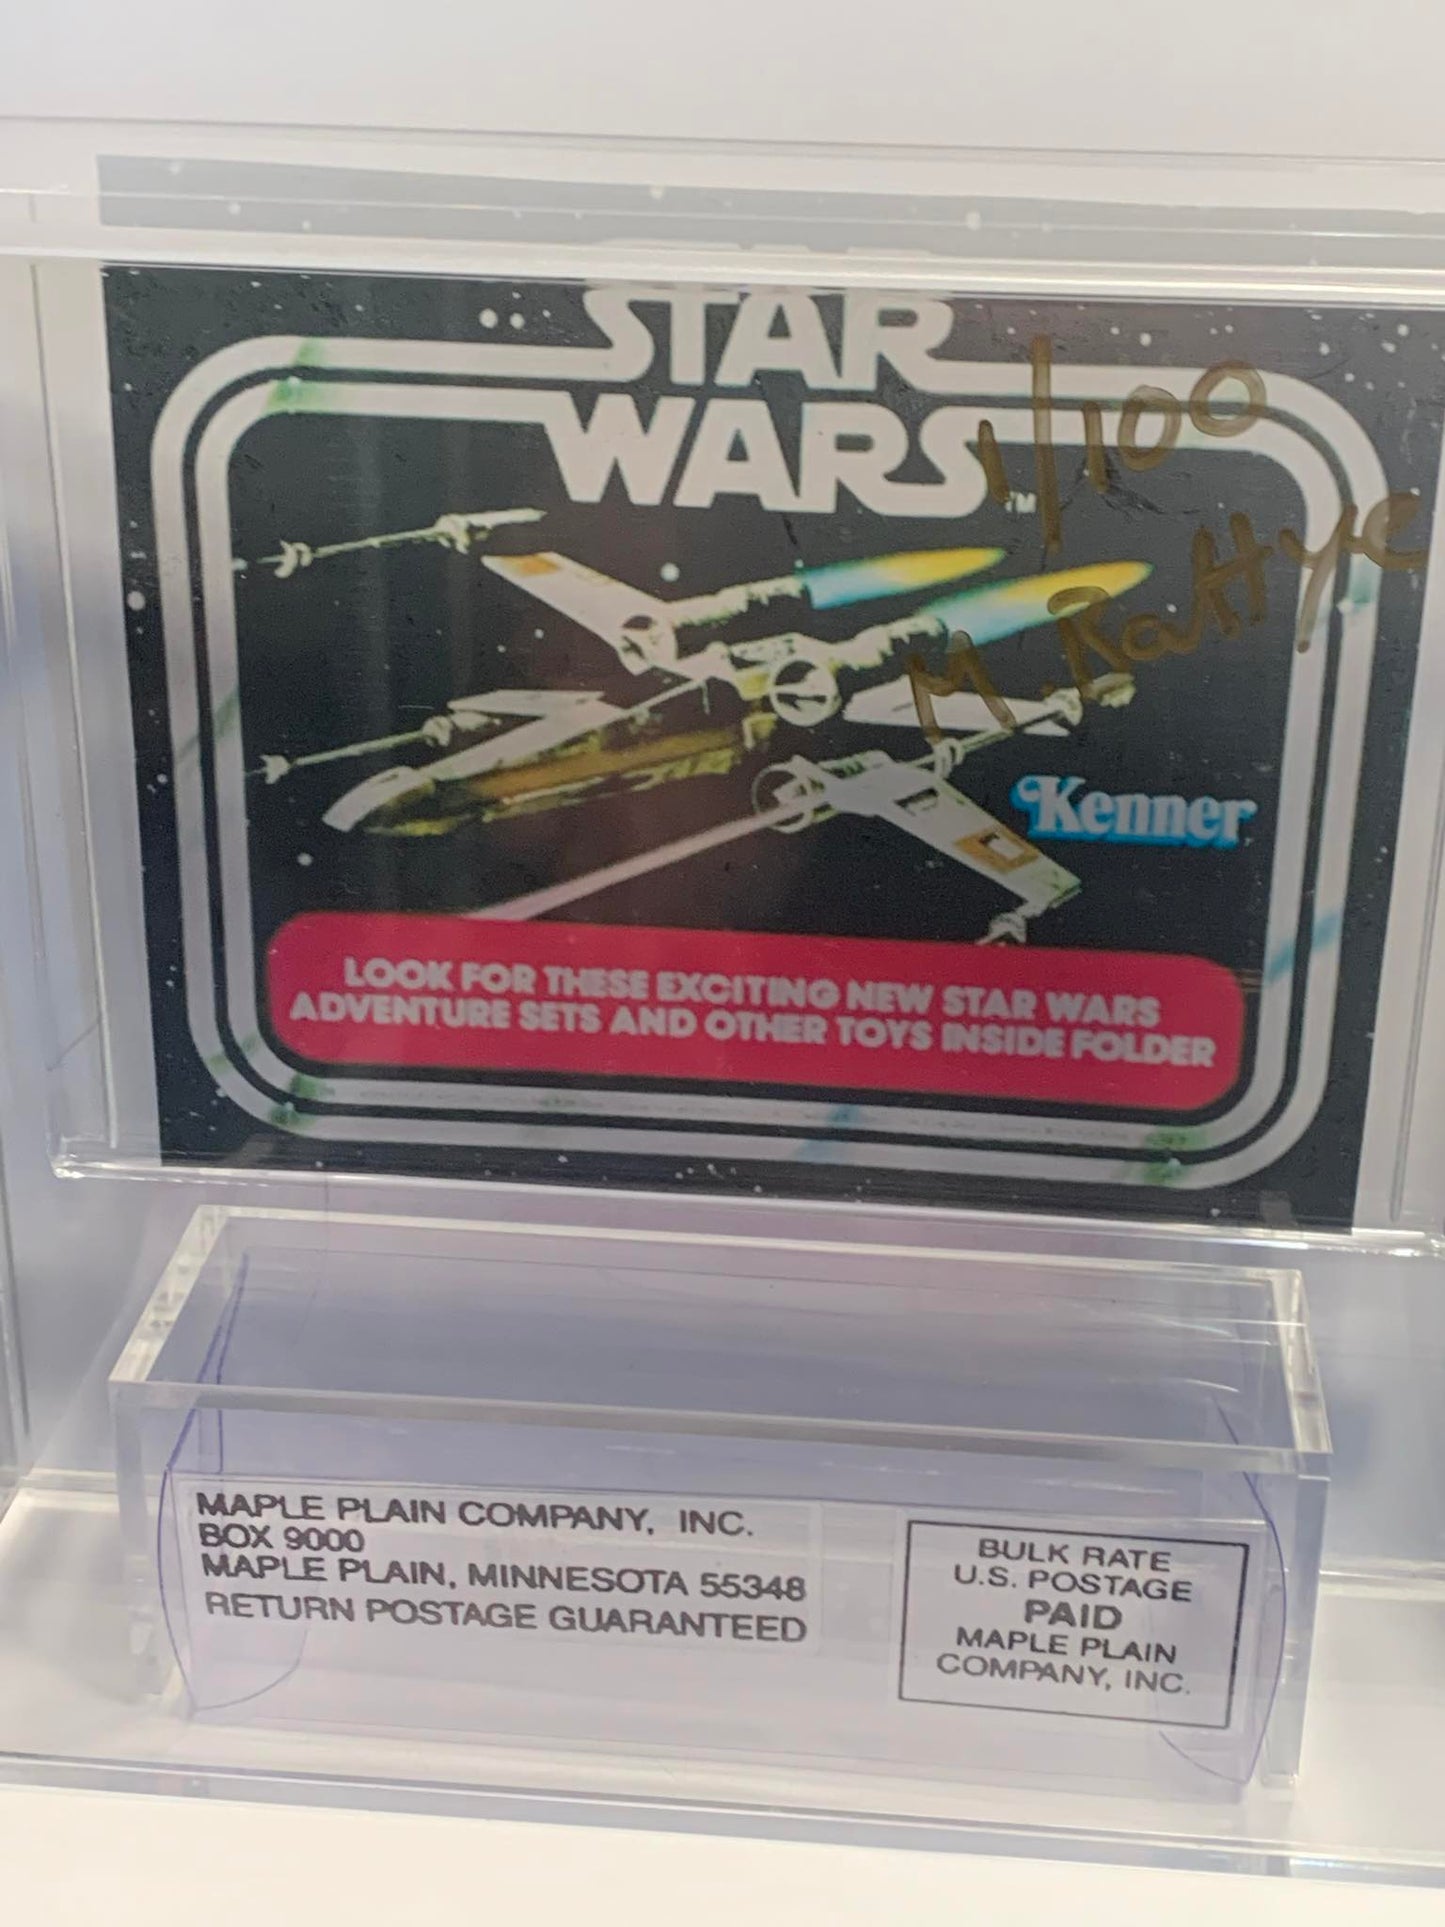 STAR
WARS™
1/100
M. Rattye
Kenner
LOOK FOR THESE EXCITING NEW STAR WARS
ADVENTURE SETS AND OTHER TOYS INSIDE FOLDER
MAPLE PLAIN COMPANY, INC.
BOX 9000
MAPLE PLAIN, MINNESOTA 55348
RETURN POSTAGE GUARANTEED
BULK RATE
U.S. POSTAGE
PAID
MAPLE PLAIN
COMPANY, INC.